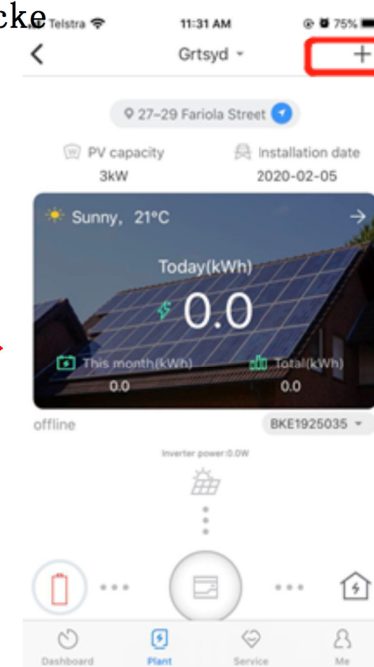 cke
Telstra 11:31 AM 75%
Grtsyd
27-29 Fariola Street
PV capacity Installation date
3kW 2020-02-05
Sunny, 21°C
Today(kWh)
0.0
This month(kWh) Total(kWh)
0.0 0.0
offline BKE1925035
Inverter power:0.0W
Dashboard Plant Service Me